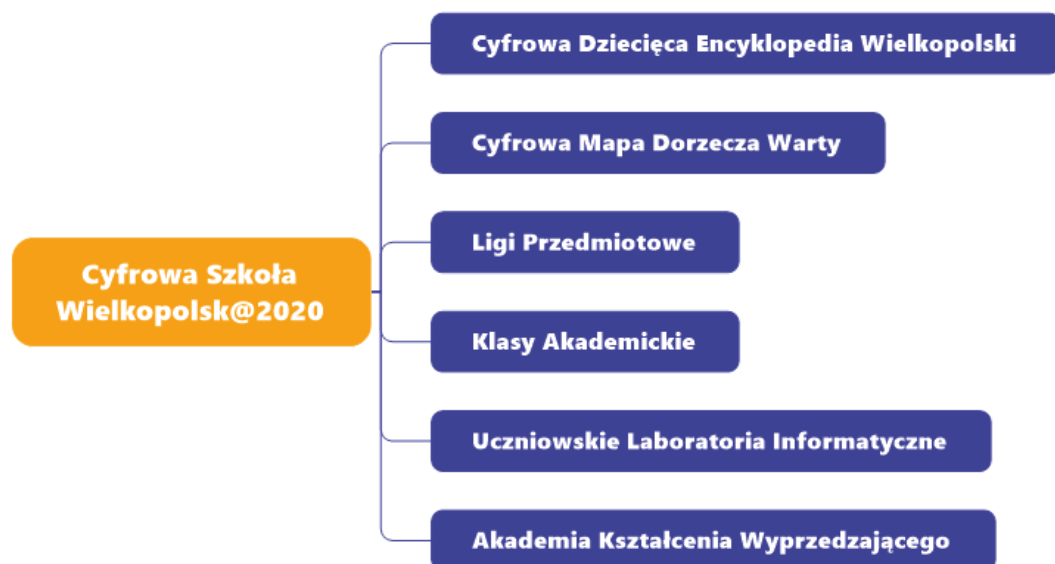 Cyfrowa Szkoła
Wielkopolsk@2020
Cyfrowa Dziecięca Encyklopedia Wielkopolski
Cyfrowa Mapa Dorzecza Warty
Ligi Przedmiotowe
Klasy Akademickie
Uczniowskie Laboratoria Informatyczne
Akademia Kształcenia Wyprzedzającego